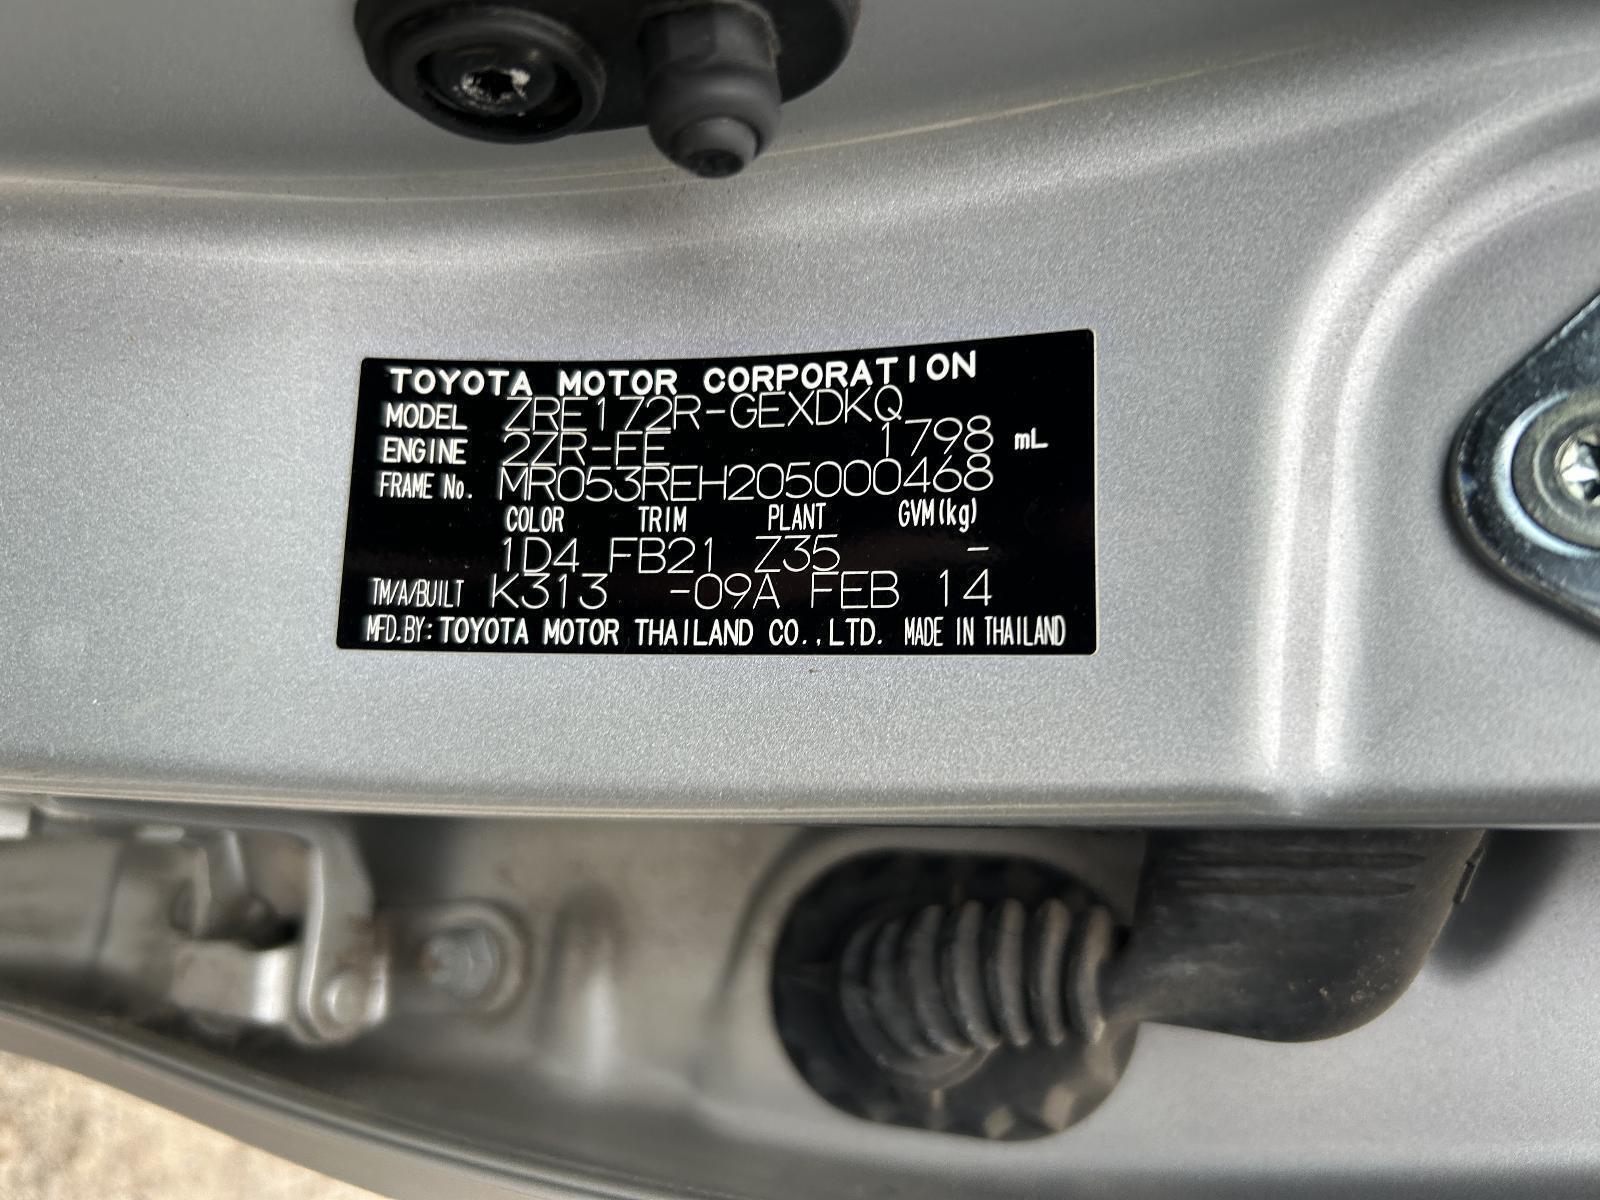 TOYOTA MOTOR CORPORATION
MODEL ZRE172R-GEXDKQ
ENGINE 2ZR-FE 1798 mL
FRAME No. MR053REH205000468
COLOR TRIM PLANT GVM(kg)
1D4 FB21 Z35 -
TM/A/BUILT K313 -09A FEB 14
MFD.BY:TOYOTA MOTOR THAILAND CO.,LTD. MADE IN THAILAND